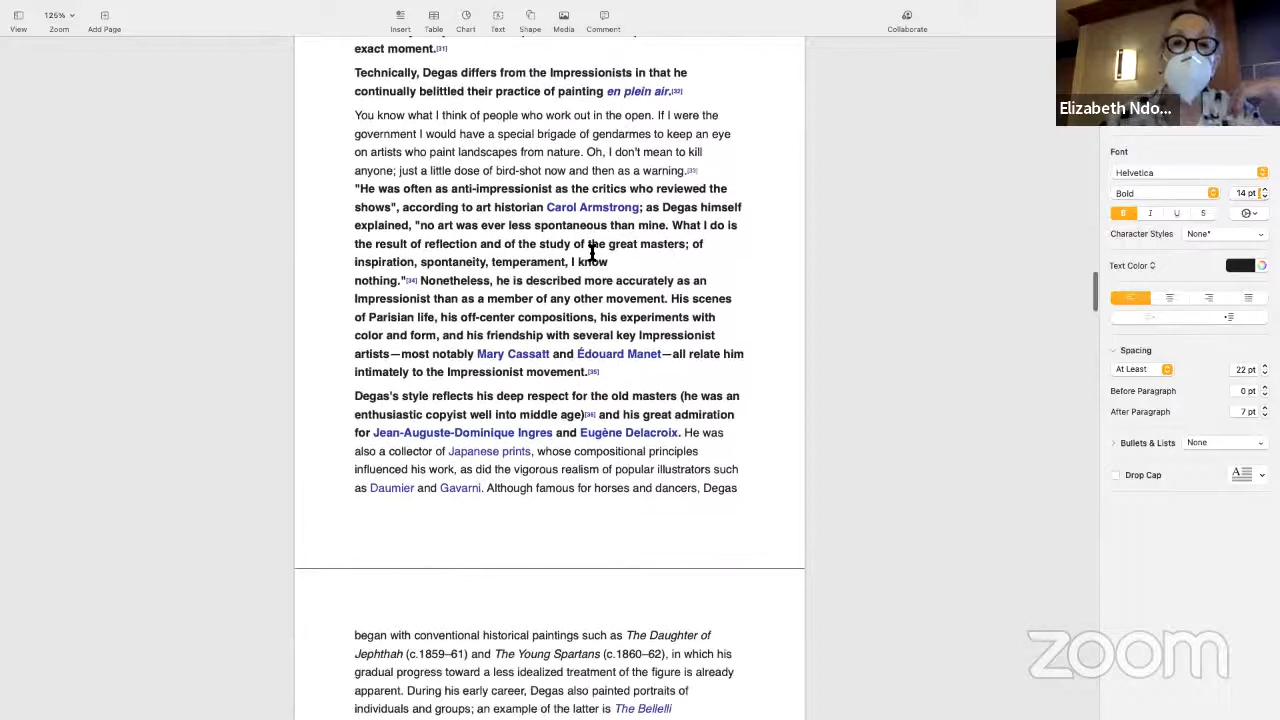 125%
View
Zoom
Add Page
Insert
Table
Chart
Shape
Text
Media
Comment
Collaborate
Elizabeth Ndo...
exact moment.[31]
Technically, Degas differs from the Impressionists in that he
continually belittled their practice of painting en plein air.[32]
You know what I think of people who work out in the open. If I were the
government I would have a special brigade of gendarmes to keep an eye
on artists who paint landscapes from nature. Oh, I don't mean to kill
anyone; just a little dose of bird-shot now and then as a warning.[33]
"He was often as anti-impressionist as the critics who reviewed the
shows", according to art historian Carol Armstrong; as Degas himself
explained, "no art was ever less spontaneous than mine. What I do is
the result of reflection and of the study of the great masters; of
inspiration, spontaneity, temperament, I know
nothing."[34] Nonetheless, he is described more accurately as an
Impressionist than as a member of any other movement. His scenes
of Parisian life, his off-center compositions, his experiments with
color and form, and his friendship with several key Impressionist
artists—most notably Mary Cassatt and Édouard Manet—all relate him
intimately to the Impressionist movement.[35]
Degas's style reflects his deep respect for the old masters (he was an
enthusiastic copyist well into middle age)[36] and his great admiration
for Jean-Auguste-Dominique Ingres and Eugène Delacroix. He was
also a collector of Japanese prints, whose compositional principles
influenced his work, as did the vigorous realism of popular illustrators such
as Daumier and Gavarni. Although famous for horses and dancers, Degas
began with conventional historical paintings such as The Daughter of
Jephthah (c.1859–61) and The Young Spartans (c.1860–62), in which his
gradual progress toward a less idealized treatment of the figure is already
apparent. During his early career, Degas also painted portraits of
individuals and groups; an example of the latter is The Bellelli
Font
Helvetica
Bold
14 pt
B I U S
Character Styles
None*
Text Color
Spacing
At Least
22 pt
Before Paragraph
0 pt
After Paragraph
7 pt
Bullets & Lists
None
Drop Cap
A
zoom